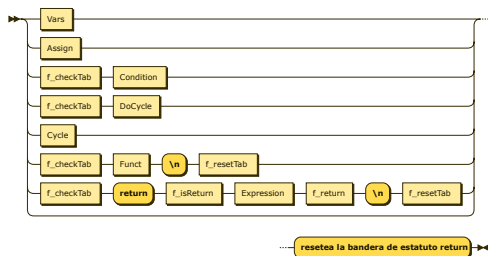 Vars
Assign
f_checkTab Condition
f_checkTab DoCycle
Cycle
f_checkTab Funct \n f_resetTab
f_checkTab return f_isReturn Expression f_return \n f_resetTab
resetea la bandera de estatuto return